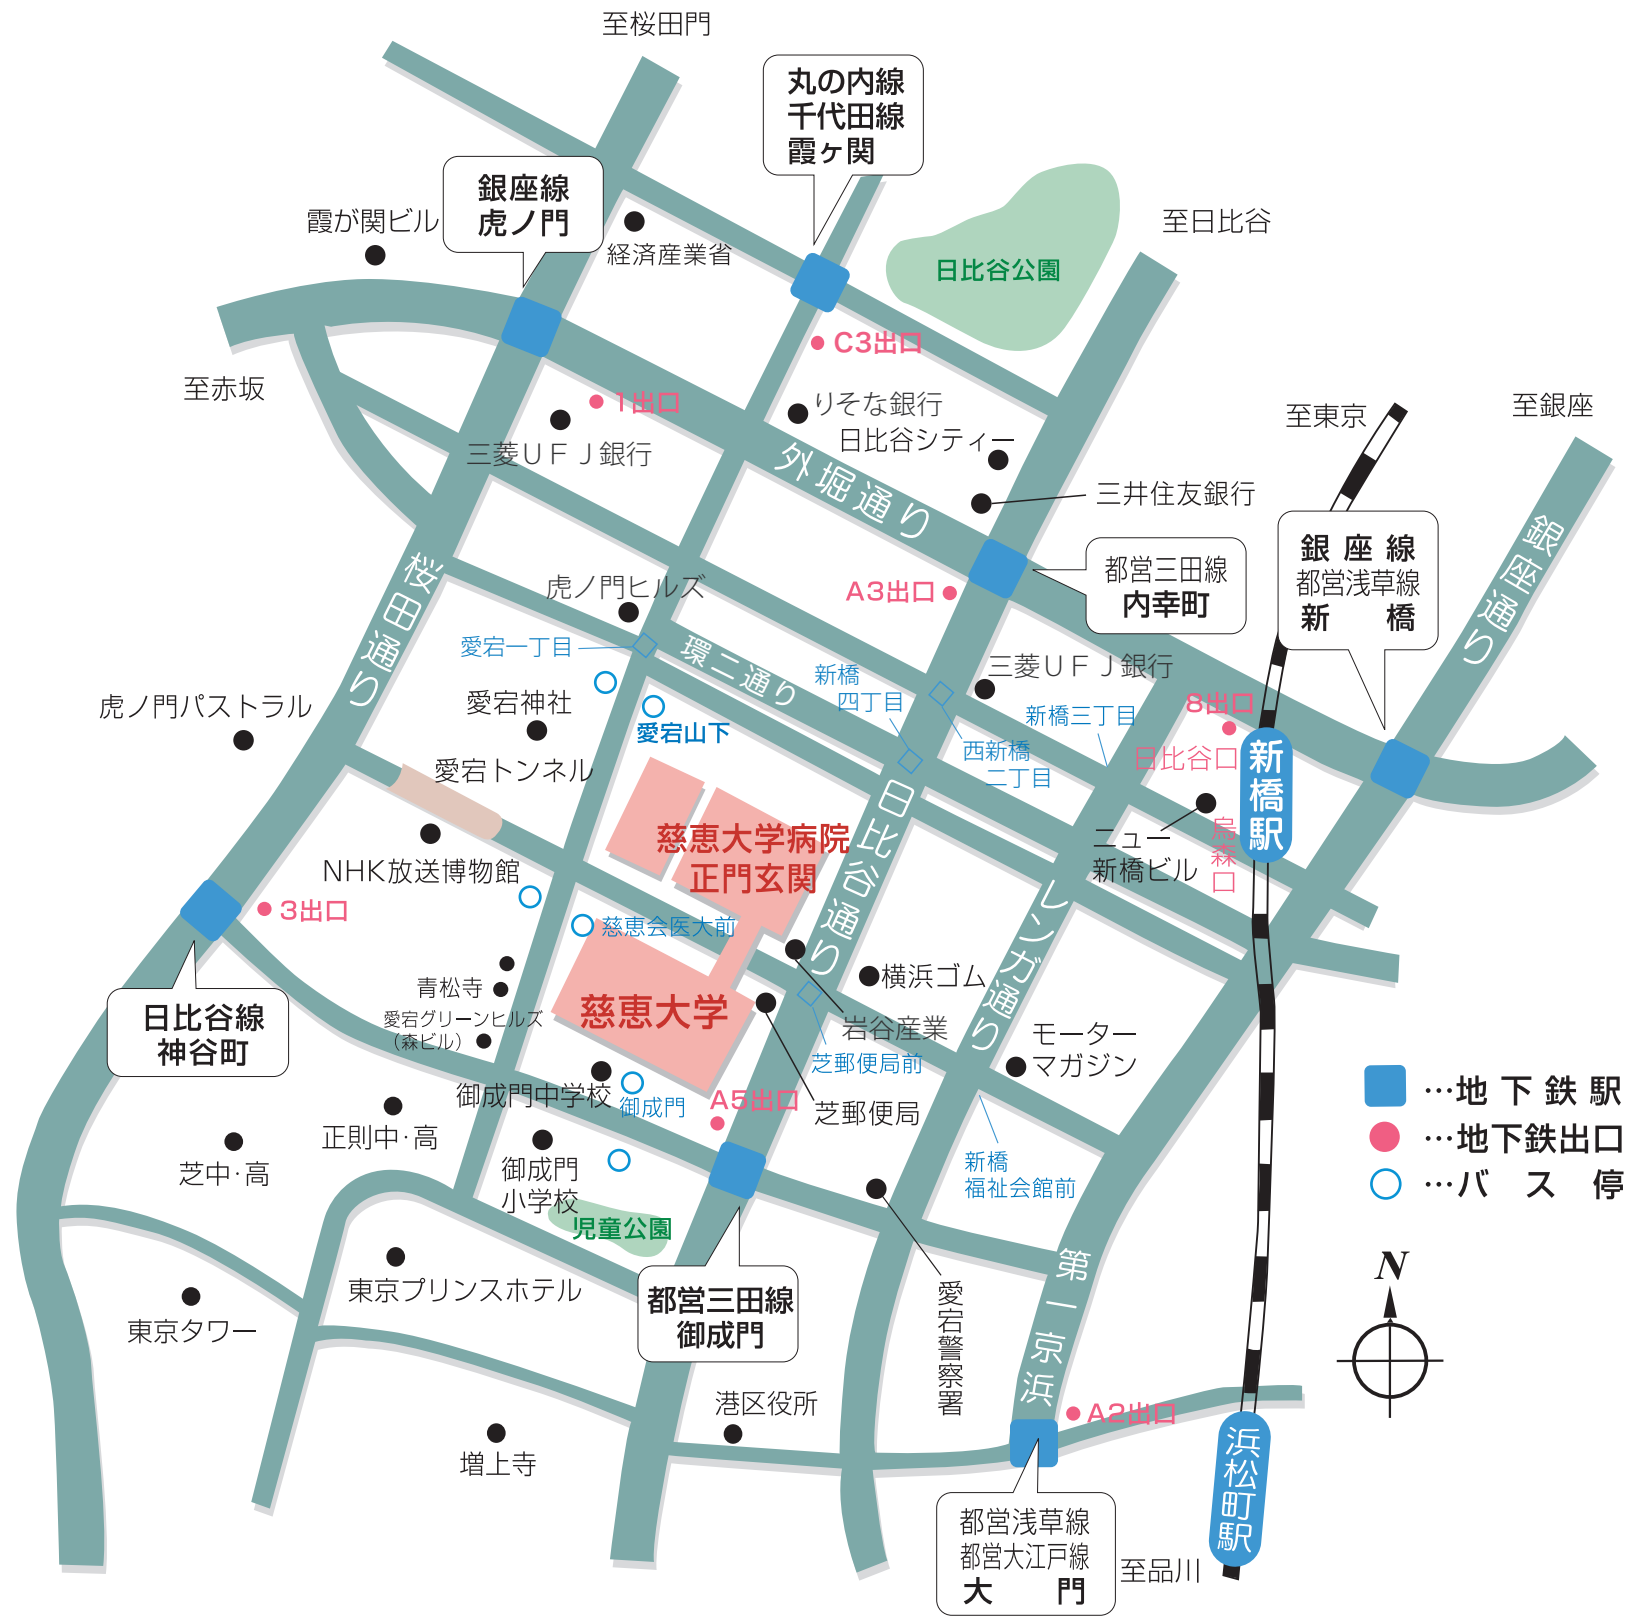 至桜田門
丸の内線
千代田線
霞ヶ関
銀座線
虎ノ門
霞が関ビル
経済産業省
日比谷公園
至日比谷
C3出口
至赤坂
1出口
三菱UFJ銀行
りそな銀行
日比谷シティー
至東京
至銀座
外堀通り
三井住友銀行
銀座線
都営浅草線
新橋
都営三田線
内幸町
銀座通り
桜田通り
虎ノ門ヒルズ
A3出口
愛宕一丁目
環二通り
新橋
四丁目
三菱UFJ銀行
8出口
新橋三丁目
日比谷口
西新橋
二丁目
新橋駅
虎ノ門パストラル
愛宕神社
愛宕山下
愛宕トンネル
日比谷通り
ニュー
新橋ビル
烏森口
慈恵大学病院
正門玄関
NHK放送博物館
3出口
慈恵会医大前
レンガ通り
横浜ゴム
青松寺
愛宕グリーンヒルズ
(森ビル)
慈恵大学
岩谷産業
芝郵便局前
モーター
マガジン
日比谷線
神谷町
御成門中学校
御成門
A5出口
芝郵便局
正則中・高
芝中・高
御成門
小学校
新橋
福祉会館前
児童公園
…地下鉄駅
…地下鉄出口
…バス停
N
第一京浜
東京プリンスホテル
東京タワー
都営三田線
御成門
愛宕警察署
港区役所
A2出口
増上寺
浜松町駅
都営浅草線
都営大江戸線
大門
至品川